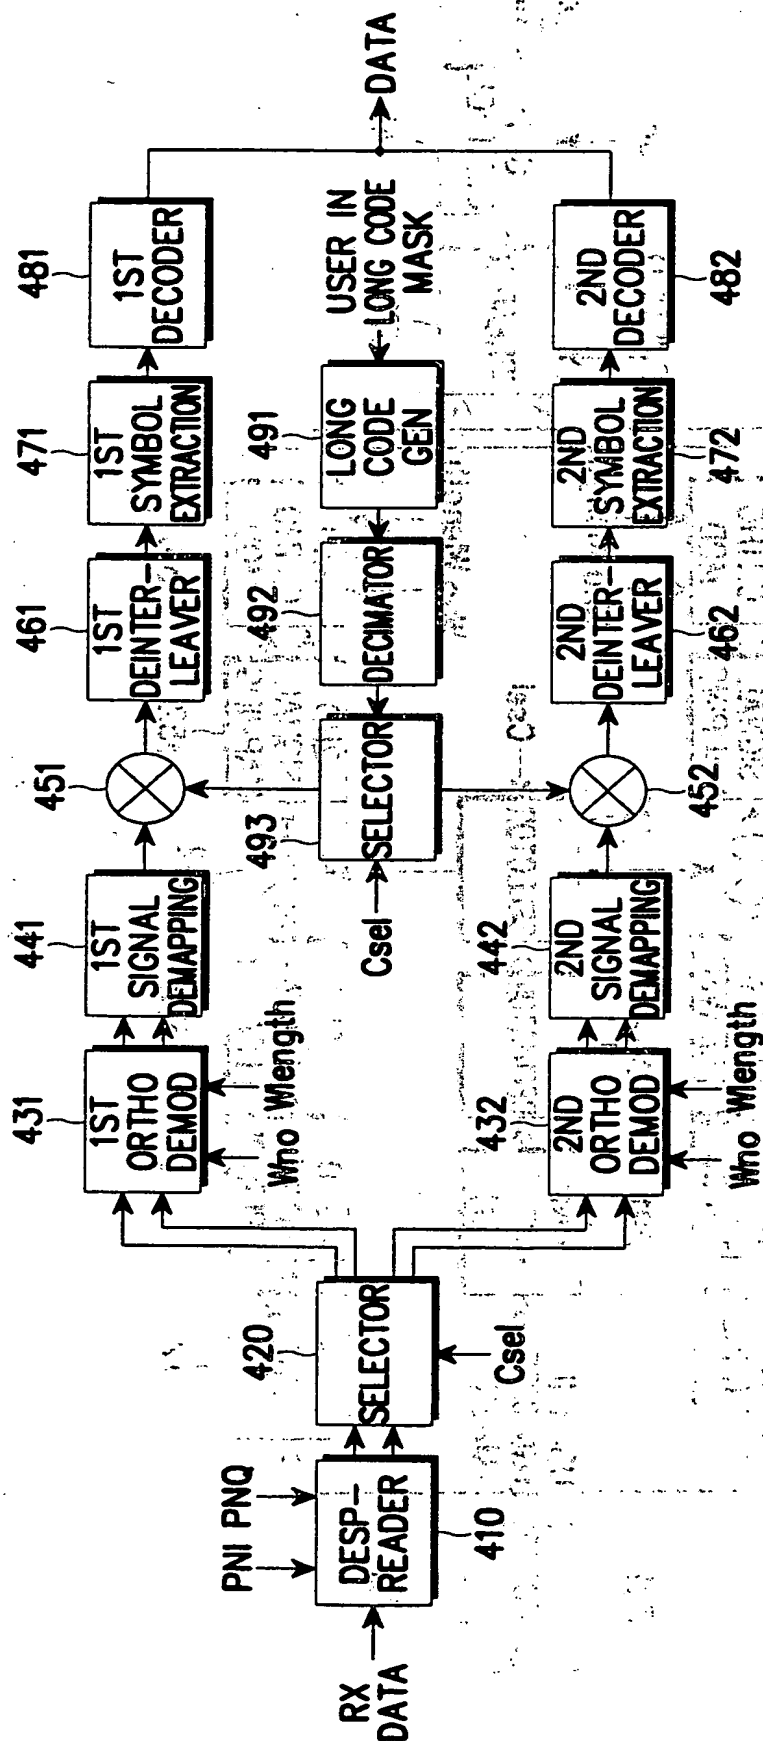 RX
DATA
PNI PNQ
DESP-
READER
410
420
SELECTOR
Csel
431
1ST
ORTHO
DEMOD
Wno Wlength
441
1ST
SIGNAL
DEMAPPING
451
461
1ST
DEINTER-
LEAVER
471
1ST
SYMBOL
EXTRACTION
481
1ST
DECODER
DATA
Csel
493
SELECTOR
492
DECIMATOR
491
LONG
CODE
GEN
USER IN
LONG CODE
MASK
432
2ND
ORTHO
DEMOD
Wno Wlength
442
2ND
SIGNAL
DEMAPPING
452
2ND
DEINTER-
LEAVER
462
2ND
SYMBOL
EXTRACTION
472
2ND
DECODER
482